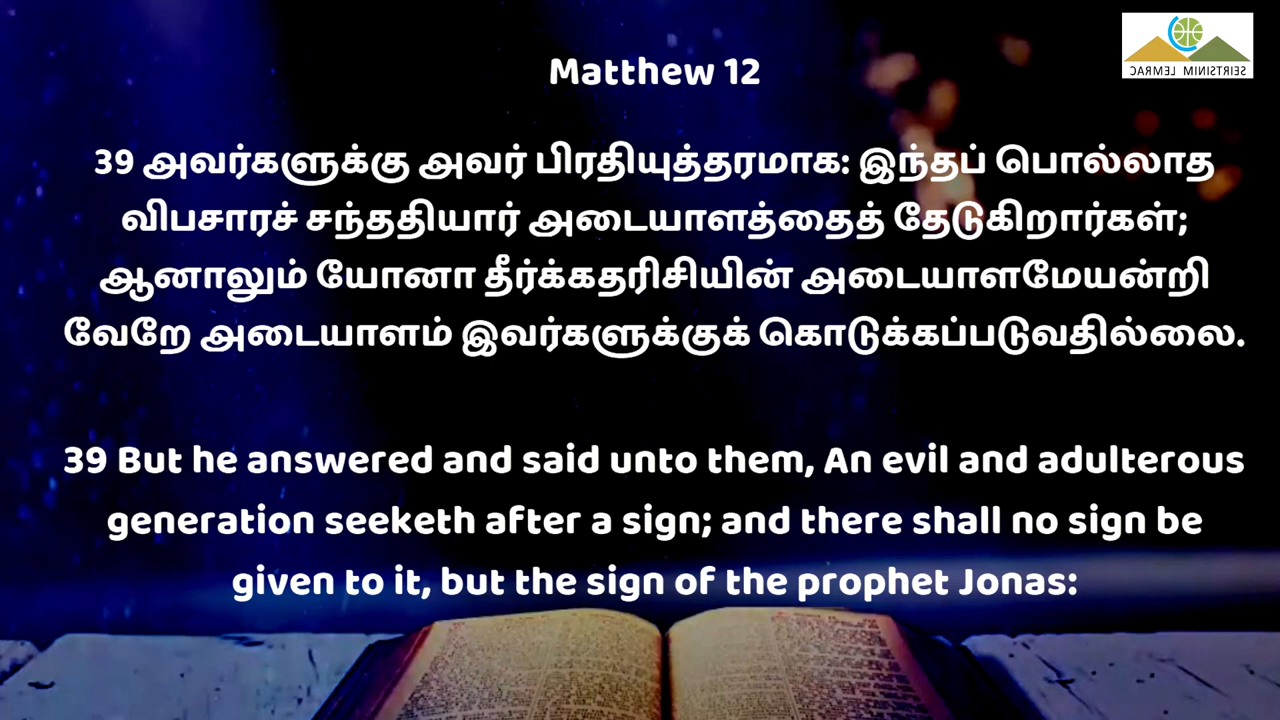 CARMEL MINISTRIES
Matthew 12
39 அவர்களுக்கு அவர் பிரதியுத்தரமாக: இந்தப் பொல்லாத
விபசாரச் சந்ததியார் அடையாளத்தைத் தேடுகிறார்கள்;
ஆனாலும் யோனா தீர்க்கதரிசியின் அடையாளமேயன்றி
வேறே அடையாளம் இவர்களுக்குக் கொடுக்கப்படுவதில்லை.
39 But he answered and said unto them, An evil and adulterous
generation seeketh after a sign; and there shall no sign be
given to it, but the sign of the prophet Jonas: